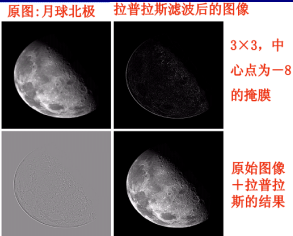 原图:月球北极
拉普拉斯滤波后的图像
3×3，中
心点为－8
的掩膜
原始图像
＋拉普拉
斯的结果